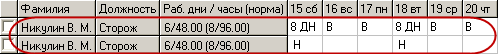 Фамилия Должность Раб. дни / часы (норма) 15 сб 16 вс 17 пн 18 вт 19 ср 20 чт
Никулин В. М. Сторож 6/48.00 (8/96.00) 8 ДН В В 8 ДН В В
Никулин В. М. Сторож 6/48.00 (8/96.00) Н Н